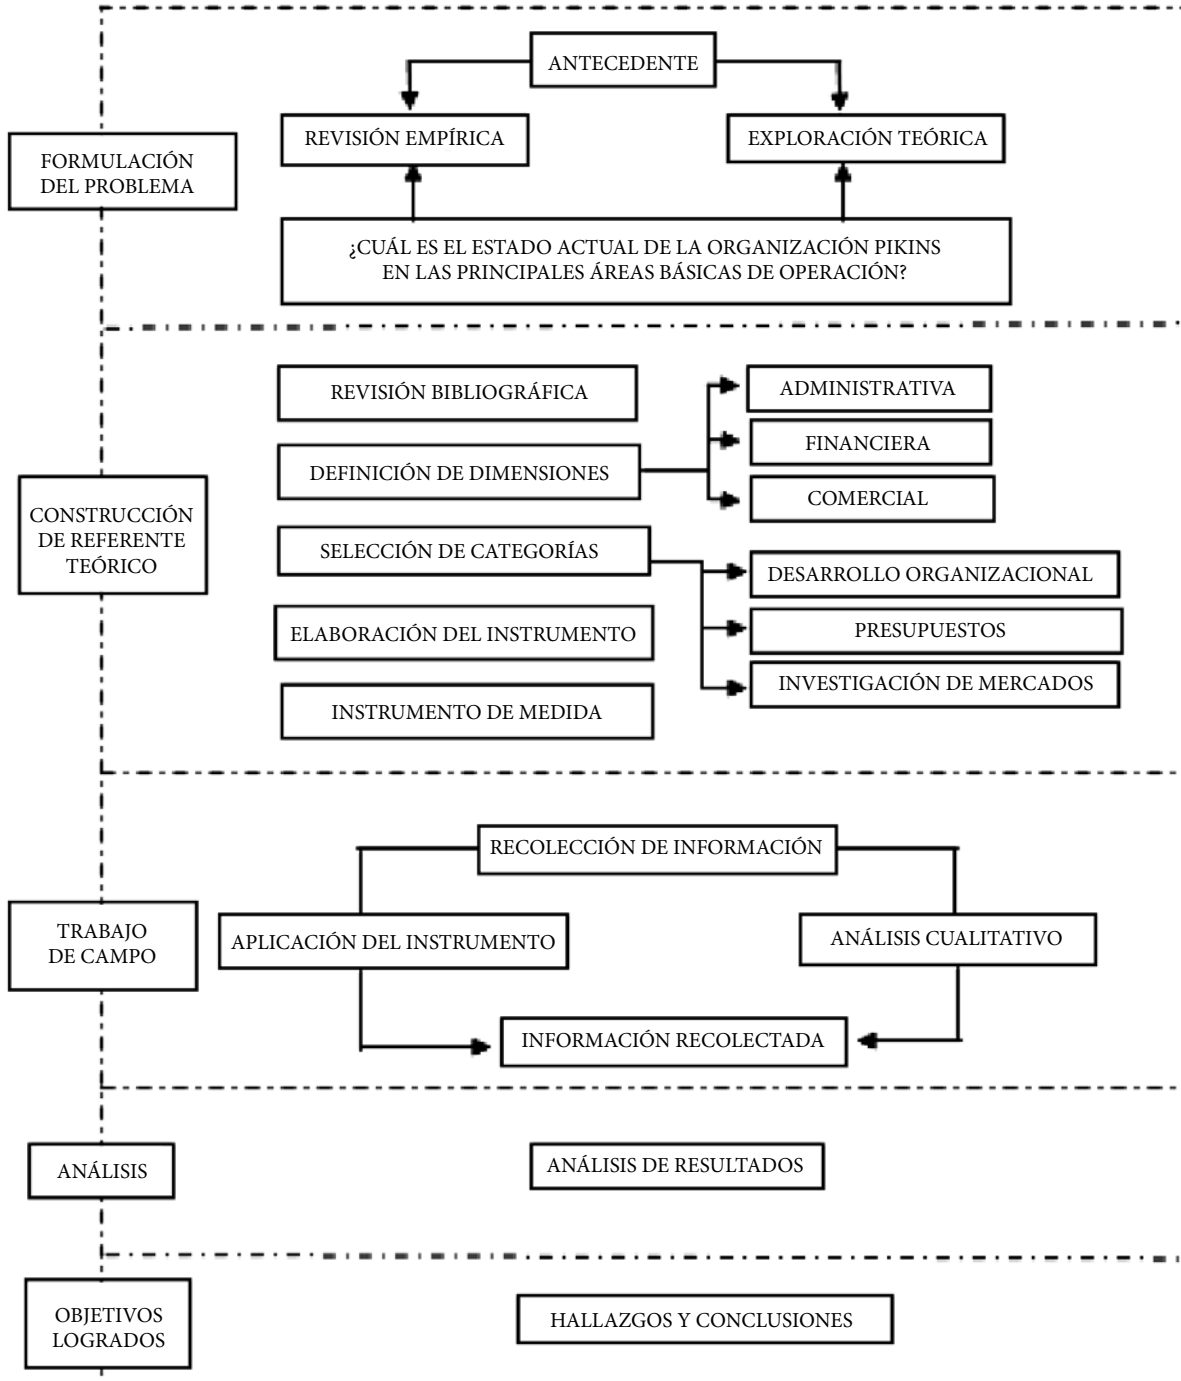 ANTECEDENTE
REVISIÓN EMPÍRICA
EXPLORACIÓN TEÓRICA
FORMULACIÓN
DEL PROBLEMA
¿CUÁL ES EL ESTADO ACTUAL DE LA ORGANIZACIÓN PIKINS
EN LAS PRINCIPALES ÁREAS BÁSICAS DE OPERACIÓN?
REVISIÓN BIBLIOGRÁFICA
ADMINISTRATIVA
FINANCIERA
DEFINICIÓN DE DIMENSIONES
COMERCIAL
CONSTRUCCIÓN
DE REFERENTE
TEÓRICO
SELECCIÓN DE CATEGORÍAS
DESARROLLO ORGANIZACIONAL
ELABORACIÓN DEL INSTRUMENTO
PRESUPUESTOS
INVESTIGACIÓN DE MERCADOS
INSTRUMENTO DE MEDIDA
RECOLECCIÓN DE INFORMACIÓN
TRABAJO
DE CAMPO
APLICACIÓN DEL INSTRUMENTO
ANÁLISIS CUALITATIVO
INFORMACIÓN RECOLECTADA
ANÁLISIS
ANÁLISIS DE RESULTADOS
OBJETIVOS
LOGRADOS
HALLAZGOS Y CONCLUSIONES